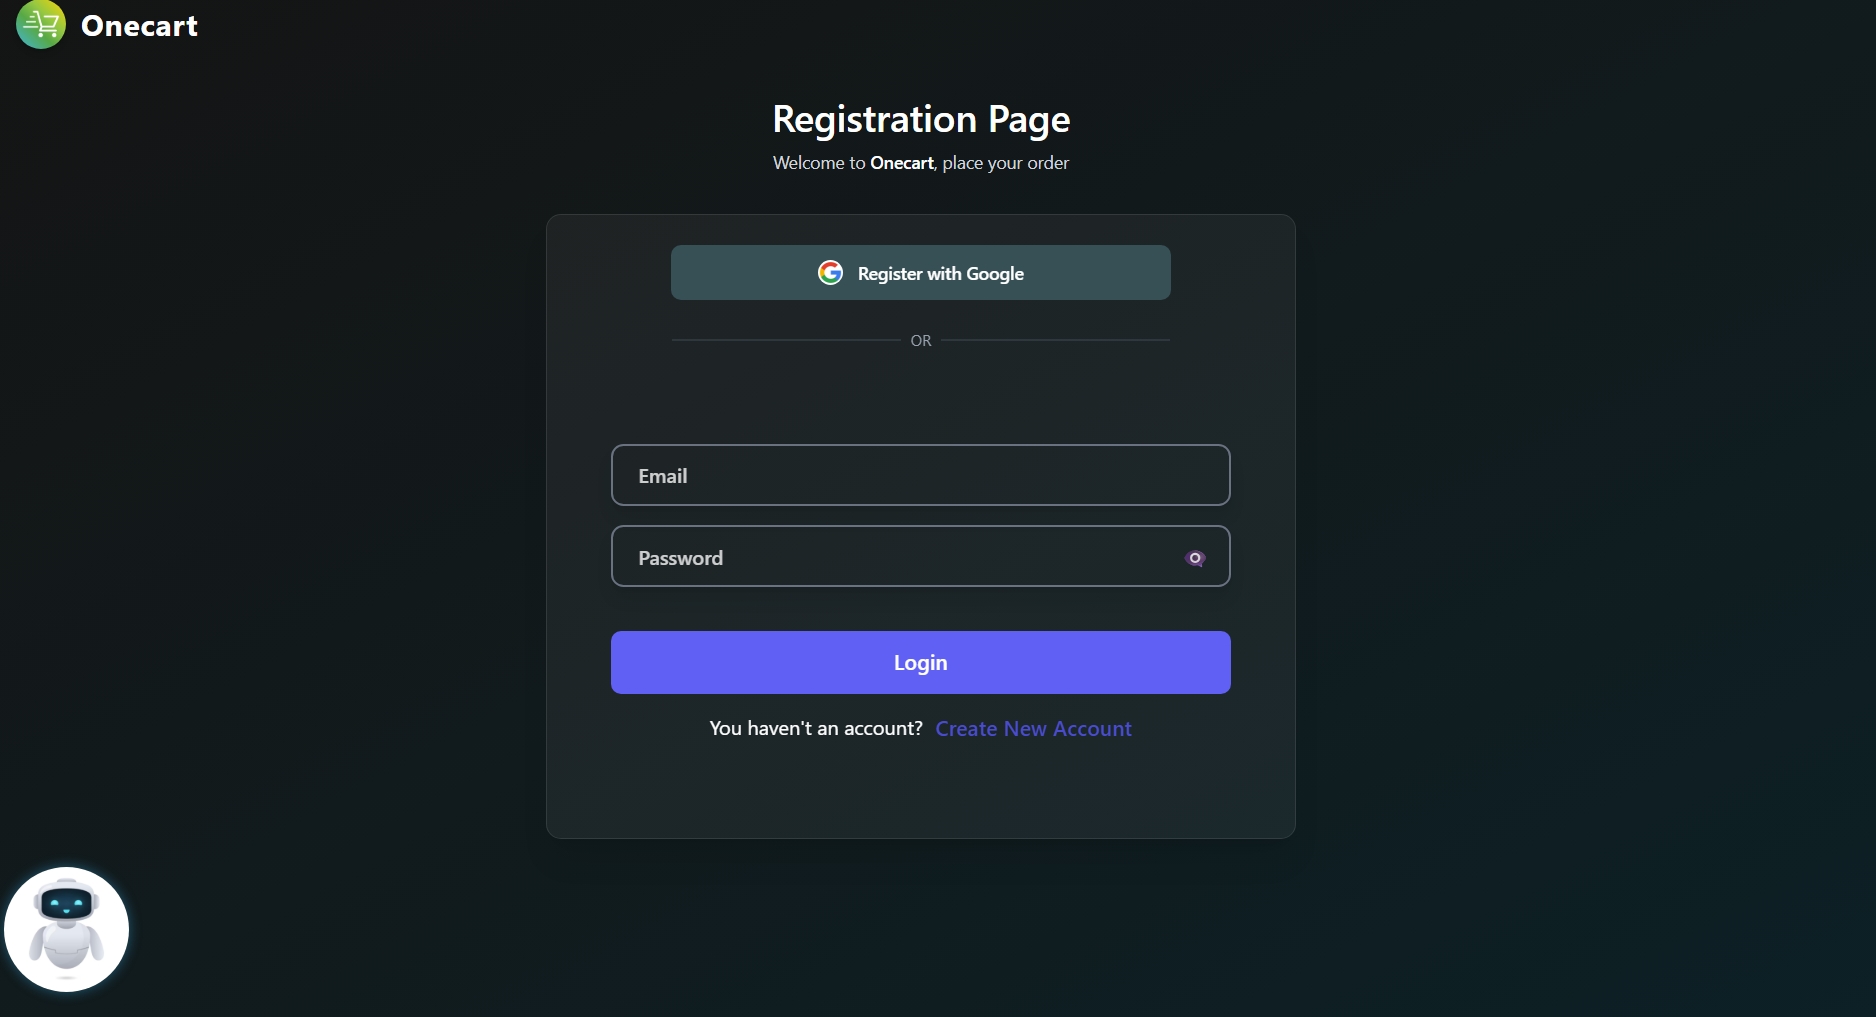 Onecart
Registration Page
Welcome to Onecart, place your order
Register with Google
OR
Email
Password
Login
You haven't an account? Create New Account